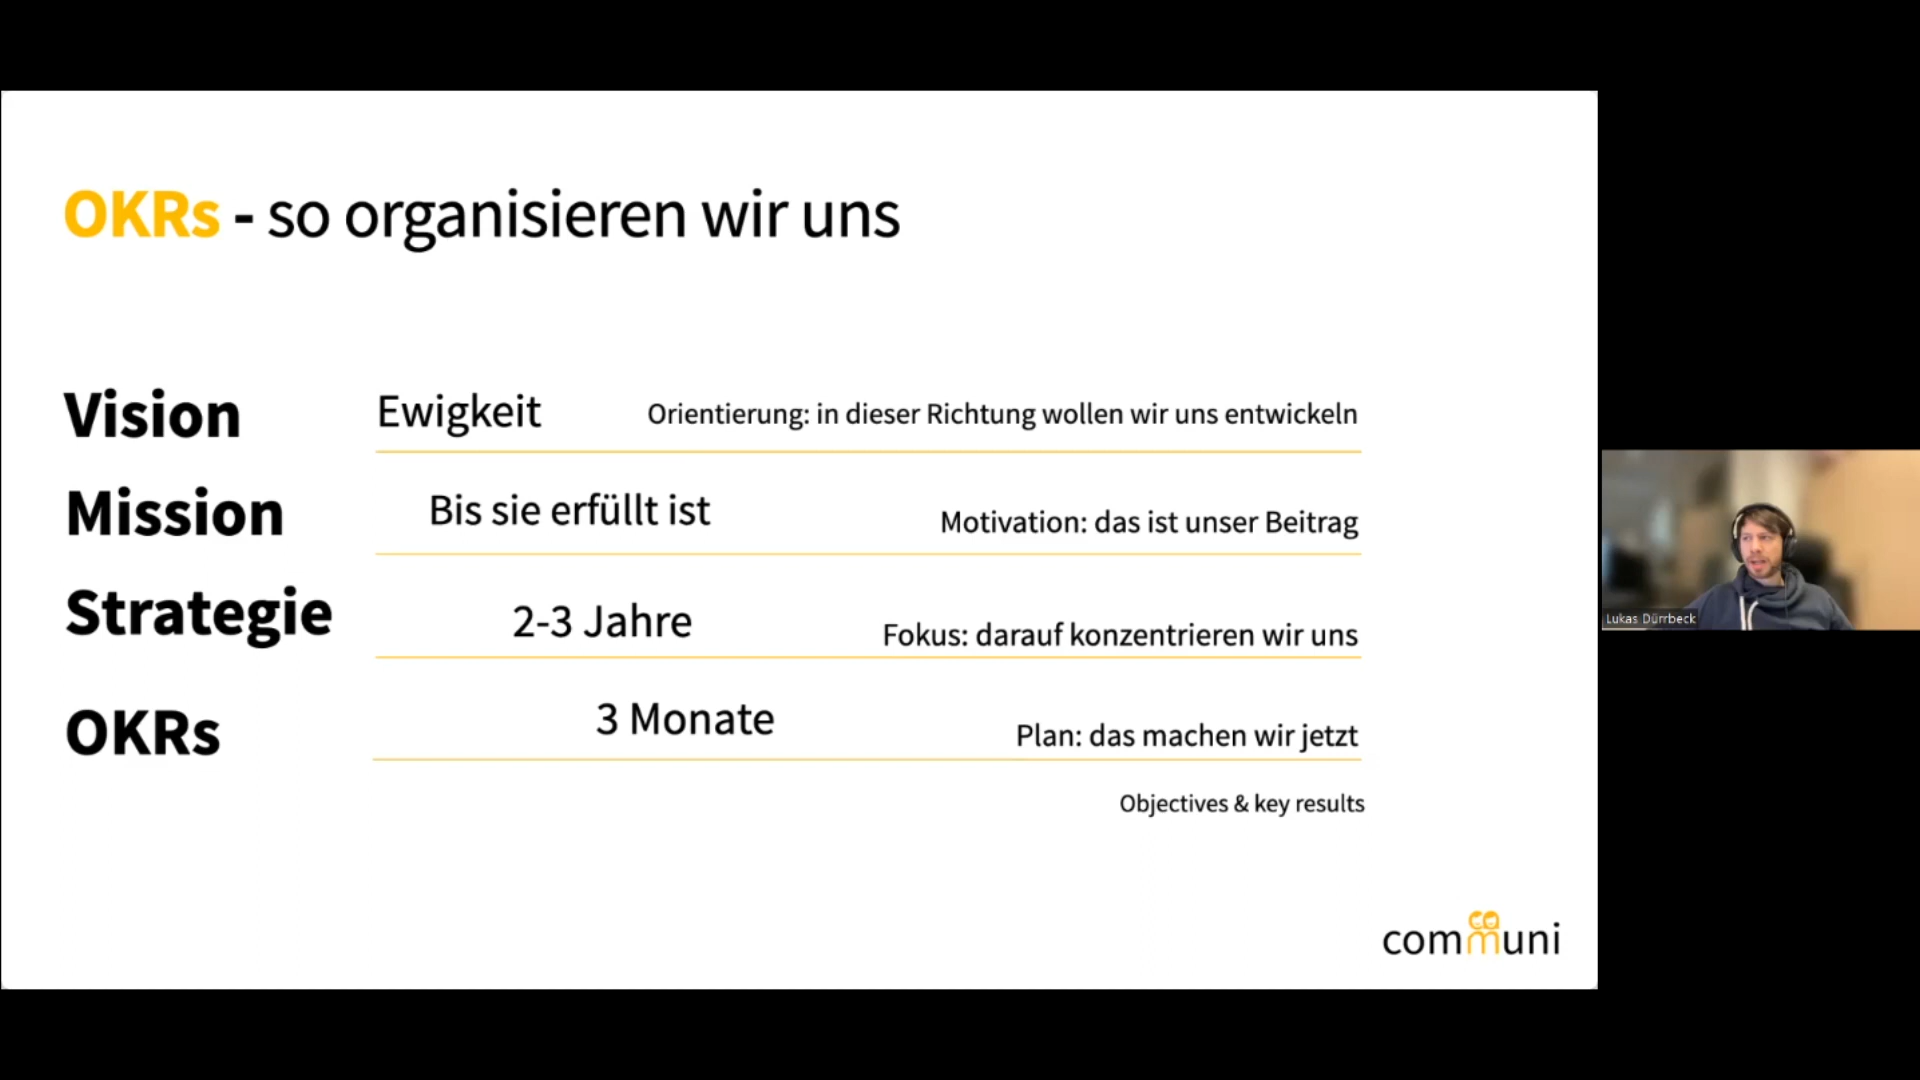 OKRs - so organisieren wir uns
Vision
Ewigkeit
Orientierung: in dieser Richtung wollen wir uns entwickeln
Mission
Bis sie erfüllt ist
Motivation: das ist unser Beitrag
Strategie
2-3 Jahre
Fokus: darauf konzentrieren wir uns
OKRs
3 Monate
Plan: das machen wir jetzt
Objectives & key results
communi
Lukas Dürrbeck